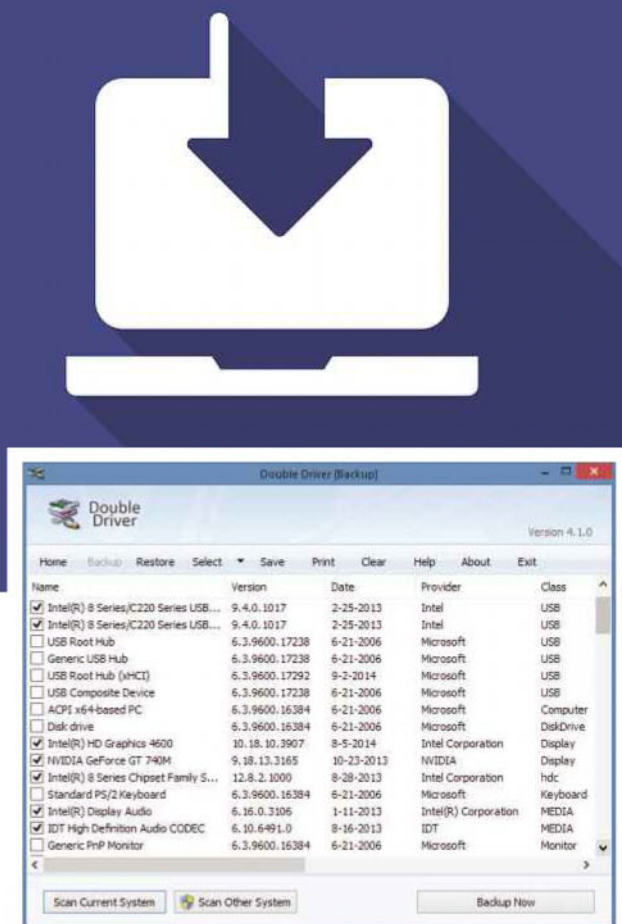 Double Driver (Backup)
Double
Driver
Version 4.1.0
Home Backup Restore Select Save Print Clear Help About Exit
Name Version Date Provider Class
Intel(R) 8 Series/C220 Series USB... 9.4.0.1017 2-25-2013 Intel USB
Intel(R) 8 Series/C220 Series USB... 9.4.0.1017 2-25-2013 Intel USB
USB Root Hub 6.3.9600.17238 6-21-2006 Microsoft USB
Generic USB Hub 6.3.9600.17238 6-21-2006 Microsoft USB
USB Root Hub (xHCI) 6.3.9600.17292 9-2-2014 Microsoft USB
USB Composite Device 6.3.9600.17238 6-21-2006 Microsoft USB
ACPI x64-based PC 6.3.9600.16384 6-21-2006 Microsoft Computer
Disk drive 6.3.9600.16384 6-21-2006 Microsoft DiskDrive
Intel(R) HD Graphics 4600 10.18.10.3907 8-5-2014 Intel Corporation Display
NVIDIA GeForce GT 740M 9.18.13.3165 10-23-2013 NVIDIA Display
Intel(R) 8 Series Chipset Family S... 12.8.2.1000 8-28-2013 Intel Corporation hdc
Standard PS/2 Keyboard 6.3.9600.16384 6-21-2006 Microsoft Keyboard
Intel(R) Display Audio 6.16.0.3106 1-11-2013 Intel(R) Corporation MEDIA
IDT High Definition Audio CODEC 6.10.6491.0 8-16-2013 IDT MEDIA
Generic PnP Monitor 6.3.9600.16384 6-21-2006 Microsoft Monitor
Scan Current System Scan Other System Backup Now